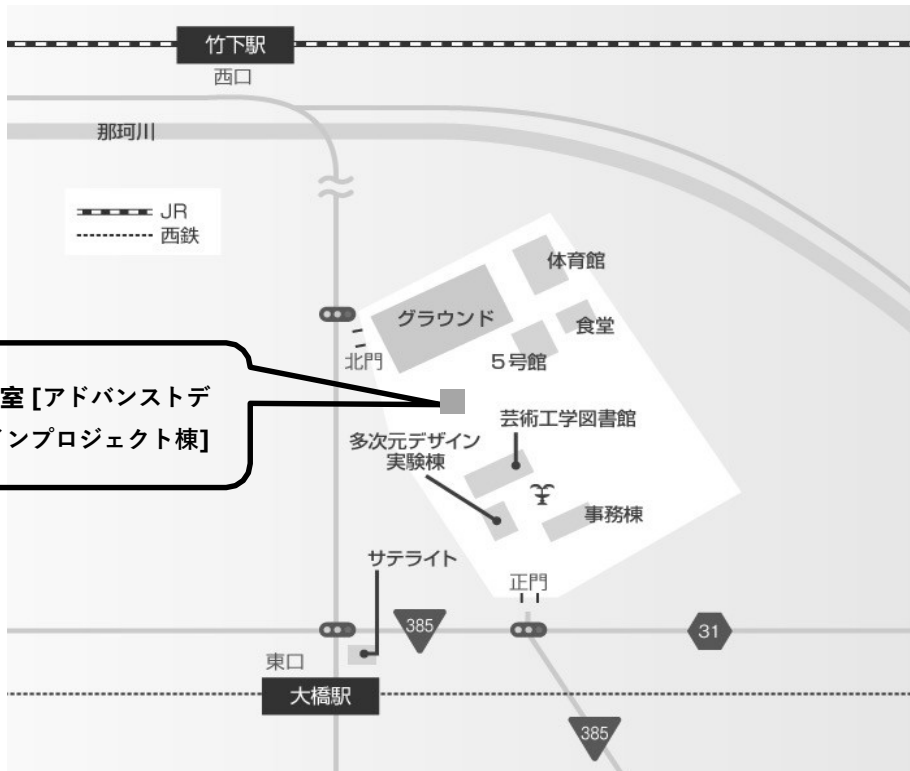 竹下駅
西口
那珂川
JR
西鉄
体育館
グラウンド
食堂
北門
5号館
室 [アドバンストデ
インプロジェクト棟]
芸術工学図書館
多次元デザイン
実験棟
事務棟
サテライト
正門
385
31
東口
大橋駅
385